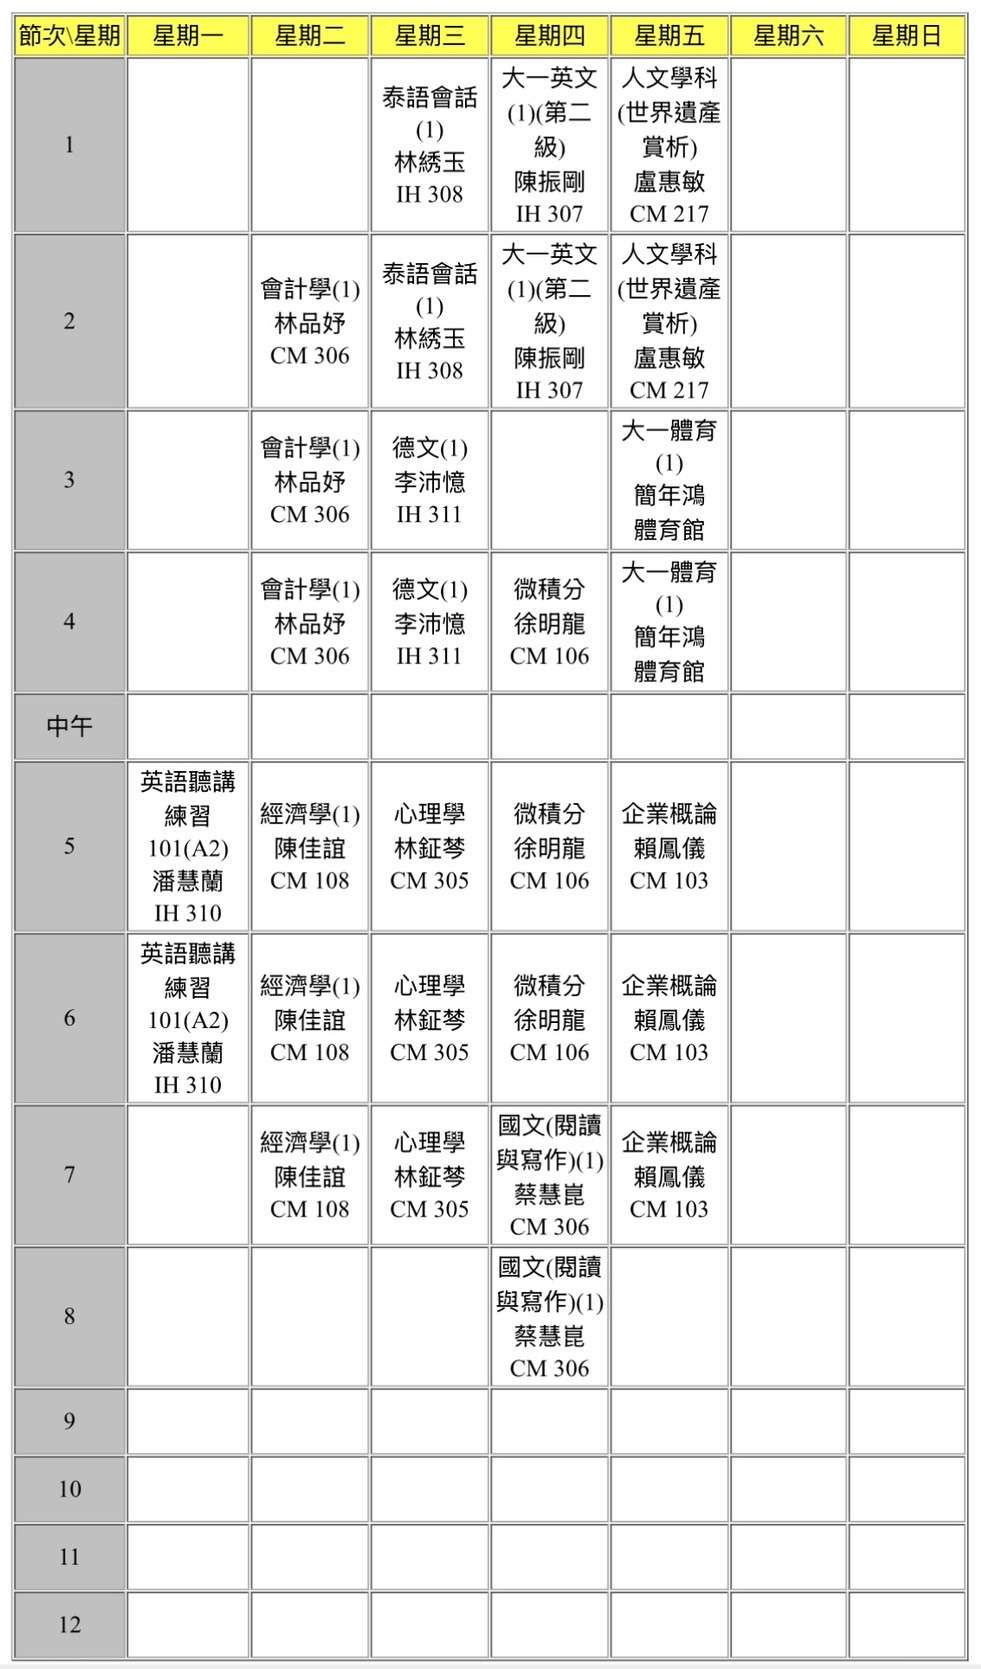 節次\星期 星期一 星期二 星期三 星期四 星期五 星期六 星期日
1
泰語會話
(1)
林綉玉
IH 308
大一英文
(1)(第二
級)
陳振剛
IH 307
人文學科
(世界遺產
賞析)
盧惠敏
CM 217
2
會計學(1)
林品妤
CM 306
泰語會話
(1)
林綉玉
IH 308
大一英文
(1)(第二
級)
陳振剛
IH 307
人文學科
(世界遺產
賞析)
盧惠敏
CM 217
3
會計學(1)
林品妤
CM 306
德文(1)
李沛憶
IH 311
大一體育
(1)
簡年鴻
體育館
4
會計學(1)
林品妤
CM 306
德文(1)
李沛憶
IH 311
微積分
徐明龍
CM 106
大一體育
(1)
簡年鴻
體育館
中午
5
英語聽講
練習
101(A2)
潘慧蘭
IH 310
經濟學(1)
陳佳誼
CM 108
心理學
林鉦棽
CM 305
微積分
徐明龍
CM 106
企業概論
賴鳳儀
CM 103
6
英語聽講
練習
101(A2)
潘慧蘭
IH 310
經濟學(1)
陳佳誼
CM 108
心理學
林鉦棽
CM 305
微積分
徐明龍
CM 106
企業概論
賴鳳儀
CM 103
7
經濟學(1)
陳佳誼
CM 108
心理學
林鉦棽
CM 305
國文(閱讀
與寫作)(1)
蔡慧崑
CM 306
企業概論
賴鳳儀
CM 103
8
國文(閱讀
與寫作)(1)
蔡慧崑
CM 306
9
10
11
12